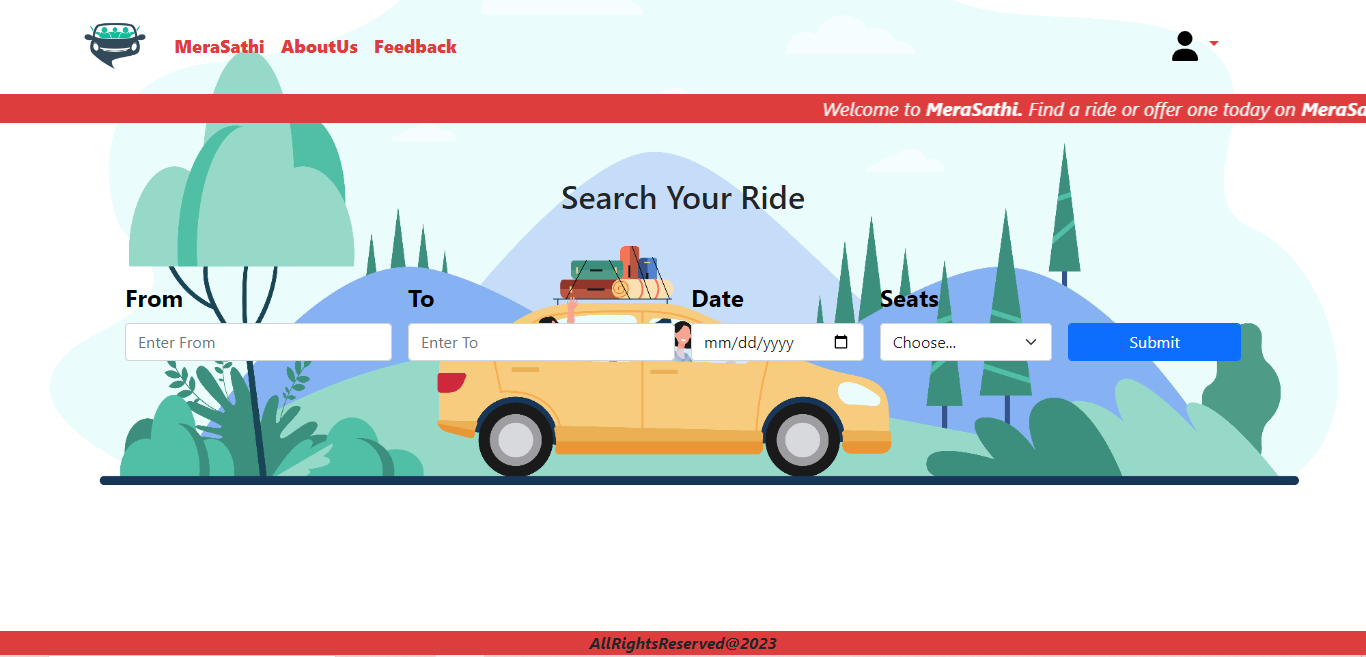 MeraSathi AboutUs Feedback
Welcome to MeraSathi. Find a ride or offer one today on MeraSa
Search Your Ride
From To Date Seats
Enter From Enter To mm/dd/yyyy Choose... Submit
AllRightsReserved@2023